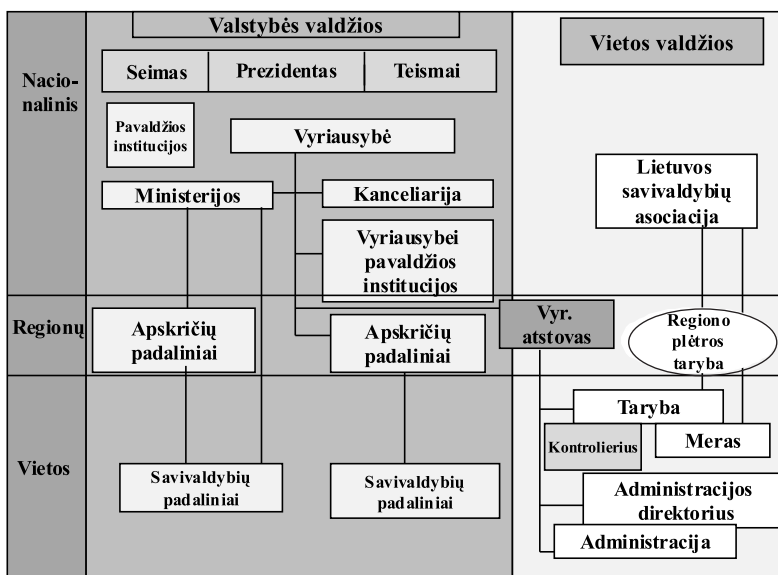 Valstybės valdžios
Vietos valdžios
Nacio-
nalinis
Seimas
Prezidentas
Teismai
Pavaldžios
institucijos
Vyriausybė
Lietuvos
savivaldybių
asociacija
Ministerijos
Kanceliarija
Vyriausybei
pavaldžios
institucijos
Regionų
Apskričių
padaliniai
Apskričių
padaliniai
Vyr.
atstovas
Regiono
plėtros
taryba
Vietos
Taryba
Kontrolierius
Meras
Savivaldybių
padaliniai
Savivaldybių
padaliniai
Administracijos
direktorius
Administracija